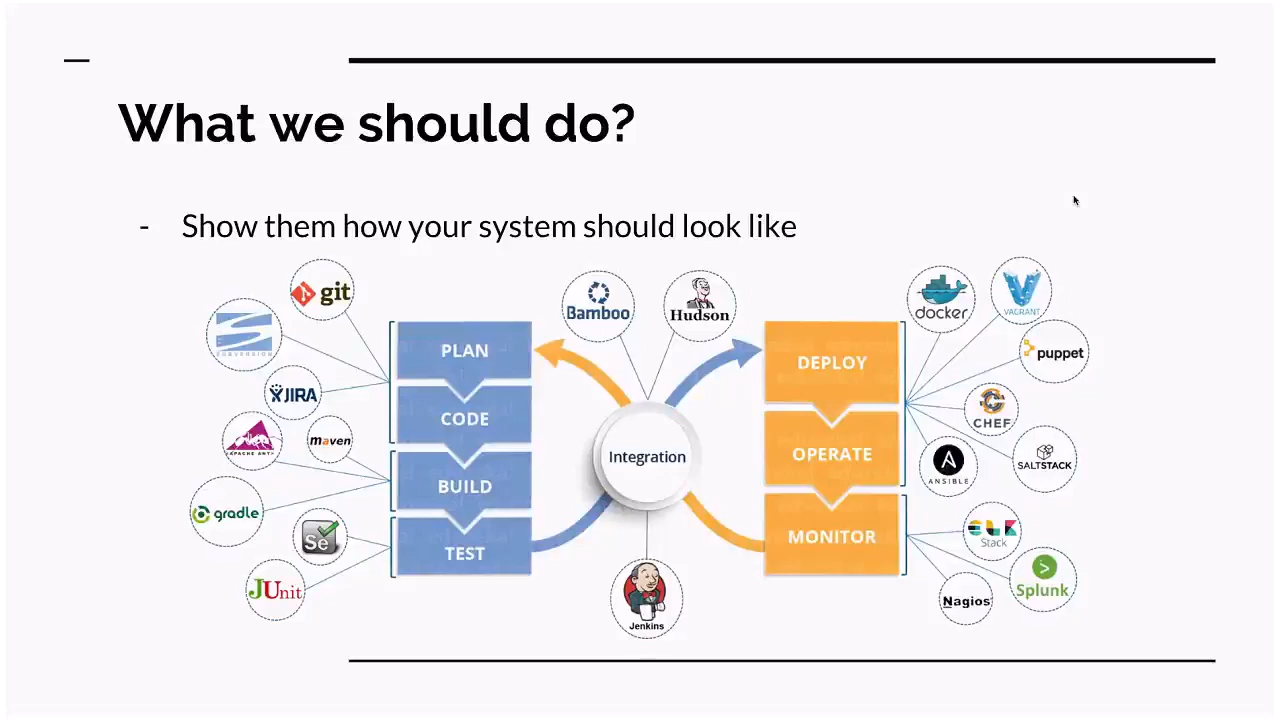 What we should do?
- Show them how your system should look like
git
SUBVERSION
JIRA
APACHE ANT
maven
gradle
Se
JUnit
PLAN
CODE
BUILD
TEST
Bamboo
Hudson
Integration
Jenkins
DEPLOY
OPERATE
MONITOR
docker
VAGRANT
puppet
CHEF
ANSIBLE
SALTSTACK
elk
Stack
Splunk
Nagios